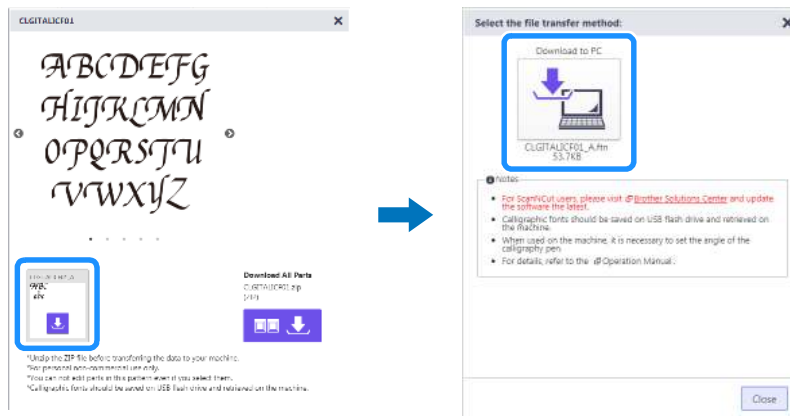 CLGITALICF01
ABCDEFG
HIJKLMN
OPQRSTU
VWXYZ
ABC
abc
Download All Parts
CLGITALICF01.zip
(ZIP)
*Unzip the ZIP file before transferring the data to your machine.
*For personal non-commercial use only.
*You can not edit parts in this pattern even if you select them.
*Calligraphic fonts should be saved on USB flash drive and retrieved on the machine.
Select the file transfer method:
Download to PC
CLGITALICF01_A.ftn
53.7KB
Notes
For ScanNCut users, please visit Brother Solutions Center and update
the software the latest.
Calligraphic fonts should be saved on USB flash drive and retrieved on
the machine.
When used on the machine, it is necessary to set the angle of the
calligraphy pen.
For details, refer to the Operation Manual.
Close